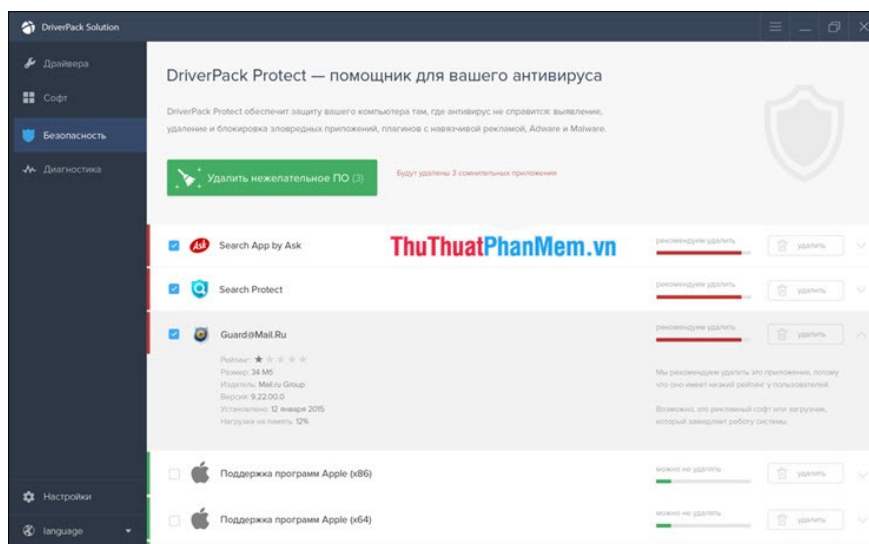 DriverPack Solution
Драйвера
Софт
Безопасность
Диагностика
Настройки
language
DriverPack Protect — помощник для вашего антивируса
DriverPack Protect обеспечит защиту вашего компьютера там, где антивирус не справится: выявление,
удаление и блокировка зловредных приложений, плагинов с навязчивой рекламой, Adware и Malware.
Удалить нежелательное ПО (3)
Будут удалены 3 сомнительных приложения
Ask
Search App by Ask
рекомендуем удалить
удалить
ThuThuatPhanMem.vn
Search Protect
рекомендуем удалить
удалить
Guard@Mail.Ru
рекомендуем удалить
удалить
Рейтинг:
Размер: 34 Мб
Издатель: Mail.ru Group
Версия: 9.22.00.0
Установлено: 12 января 2015
Нагрузка на память: 12%
Мы рекомендуем удалить это приложение, потому
что оно имеет низкий рейтинг у пользователей.
Возможно, это рекламный софт или загрузчик,
который замедляет работу системы.
Поддержка программ Apple (x86)
можно не удалять
удалить
Поддержка программ Apple (x64)
можно не удалять
удалить